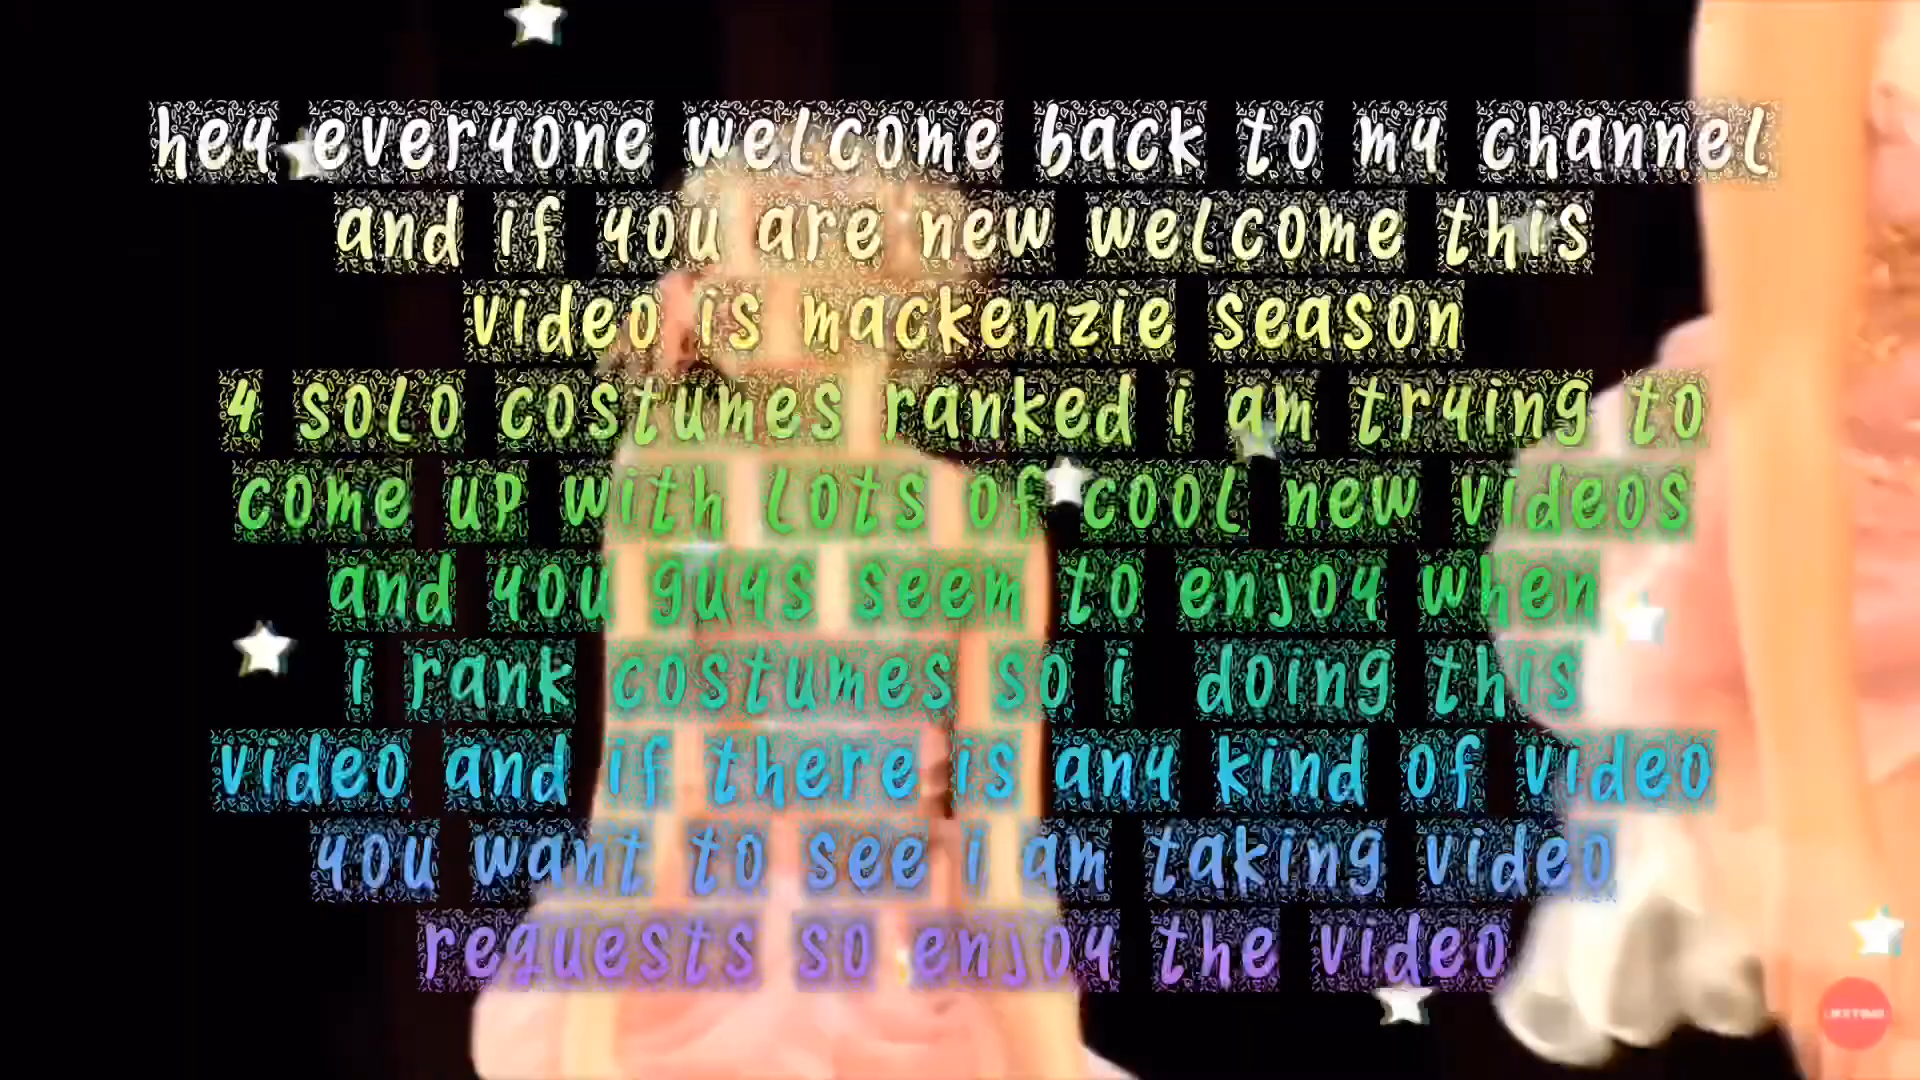 hey everyone welcome back to my channel
and if you are new welcome this
video is mackenzie season
4 solo costumes ranked i am trying to
come up with lots of cool new videos
and you guys seem to enjoy when
i rank costumes so i doing this
video and if there is any kind of video
you want to see i am taking video
requests so enjoy the video
LIFETIME